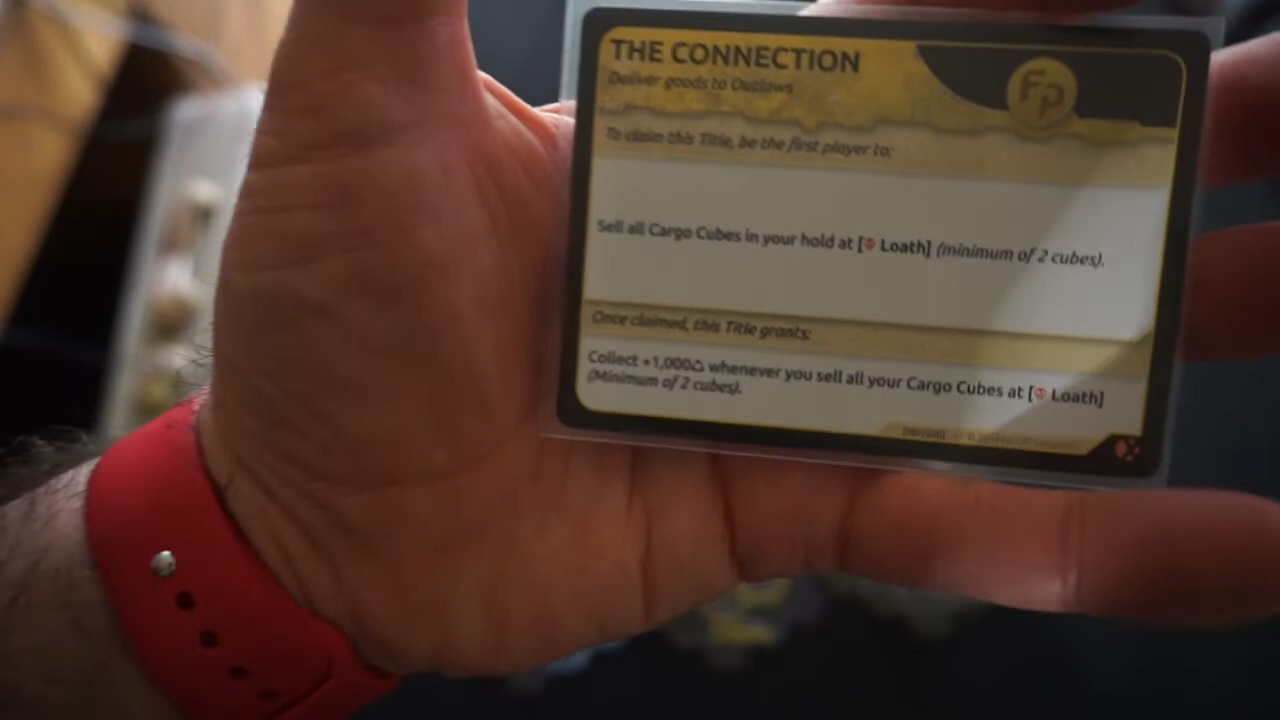 THE CONNECTION
Deliver goods to Outlaws
FP
To claim this Title, be the first player to:
Sell all Cargo Cubes in your hold at [ Loath] (minimum of 2 cubes).
Once claimed, this Title grants:
Collect +1,000 whenever you sell all your Cargo Cubes at [ Loath]
(Minimum of 2 cubes).